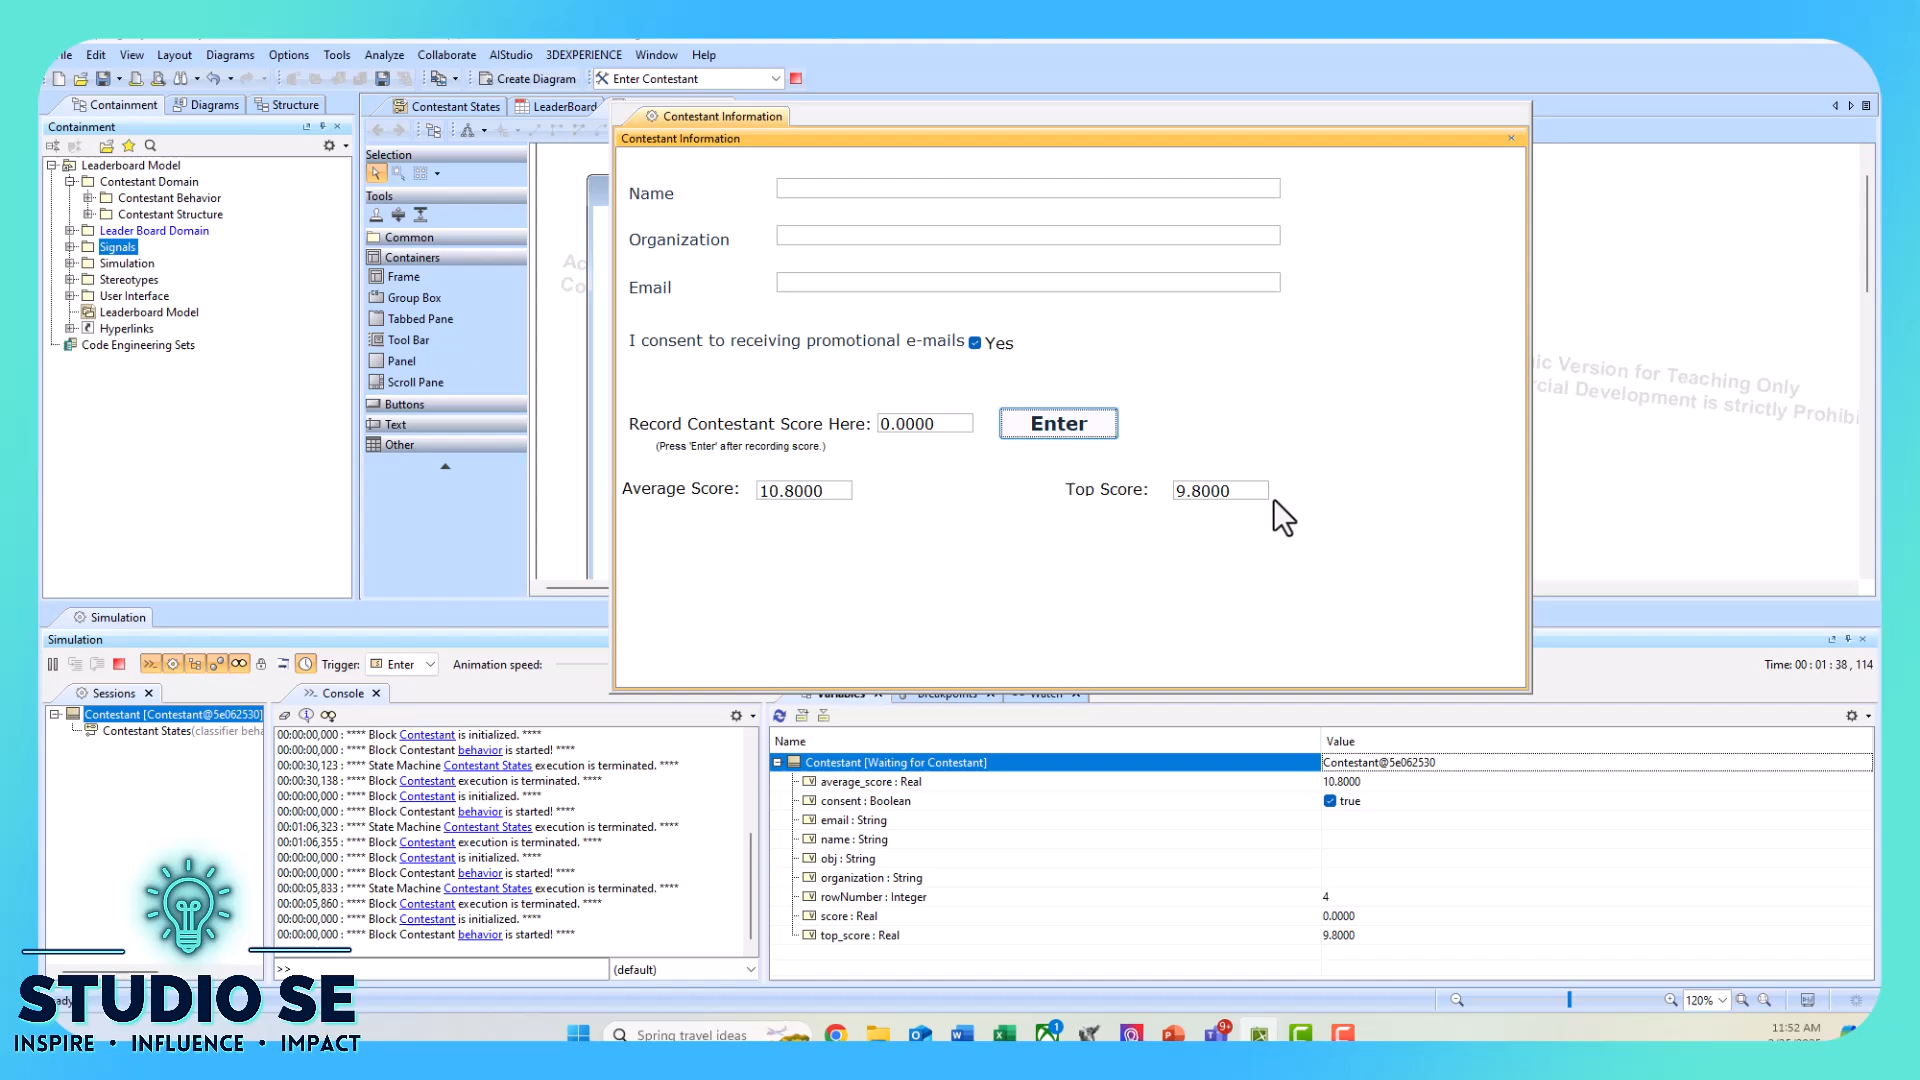 Edit View Layout Diagrams Options Tools Analyze Collaborate AIStudio 3DEXPERIENCE Window Help
Create Diagram Enter Contestant
Containment Diagrams Structure
Contestant States LeaderBoard
Containment
Leaderboard Model
Contestant Domain
Contestant Behavior
Contestant Structure
Leader Board Domain
Signals
Simulation
Stereotypes
User Interface
Leaderboard Model
Hyperlinks
Code Engineering Sets
Selection
Tools
Common
Containers
Frame
Group Box
Tabbed Pane
Tool Bar
Panel
Scroll Pane
Buttons
Text
Other
Contestant Information
Contestant Information
Name
Organization
Email
I consent to receiving promotional e-mails Yes
Record Contestant Score Here: 0.0000 Enter
(Press 'Enter' after recording score.)
Average Score: 10.8000 Top Score: 9.8000
Version for Teaching Only
Development is strictly Prohibi
Simulation
Simulation
Trigger: Enter Animation speed: Time: 00 : 01 : 38 , 114
Sessions
Contestant [Contestant@5e062530]
Contestant States(classifier beha
Console
00:00:00,000 : **** Block Contestant is initialized. ****
00:00:00,000 : **** Block Contestant behavior is started! ****
00:00:30,123 : **** State Machine Contestant States execution is terminated. ****
00:00:30,138 : **** Block Contestant execution is terminated. ****
00:00:00,000 : **** Block Contestant is initialized. ****
00:00:00,000 : **** Block Contestant behavior is started! ****
00:01:06,323 : **** State Machine Contestant States execution is terminated. ****
00:01:06,355 : **** Block Contestant execution is terminated. ****
00:00:00,000 : **** Block Contestant is initialized. ****
00:00:00,000 : **** Block Contestant behavior is started! ****
00:00:05,833 : **** State Machine Contestant States execution is terminated. ****
00:00:05,860 : **** Block Contestant execution is terminated. ****
00:00:00,000 : **** Block Contestant is initialized. ****
00:00:00,000 : **** Block Contestant behavior is started! ****
>> (default)
Variables Breakpoints Watch
Name Value
Contestant [Waiting for Contestant] Contestant@5e062530
average_score : Real 10.8000
consent : Boolean true
email : String
name : String
obj : String
organization : String
rowNumber : Integer 4
score : Real 0.0000
top_score : Real 9.8000
120%
STUDIO SE
INSPIRE • INFLUENCE • IMPACT
Spring travel ideas
1
9+
11:52 AM